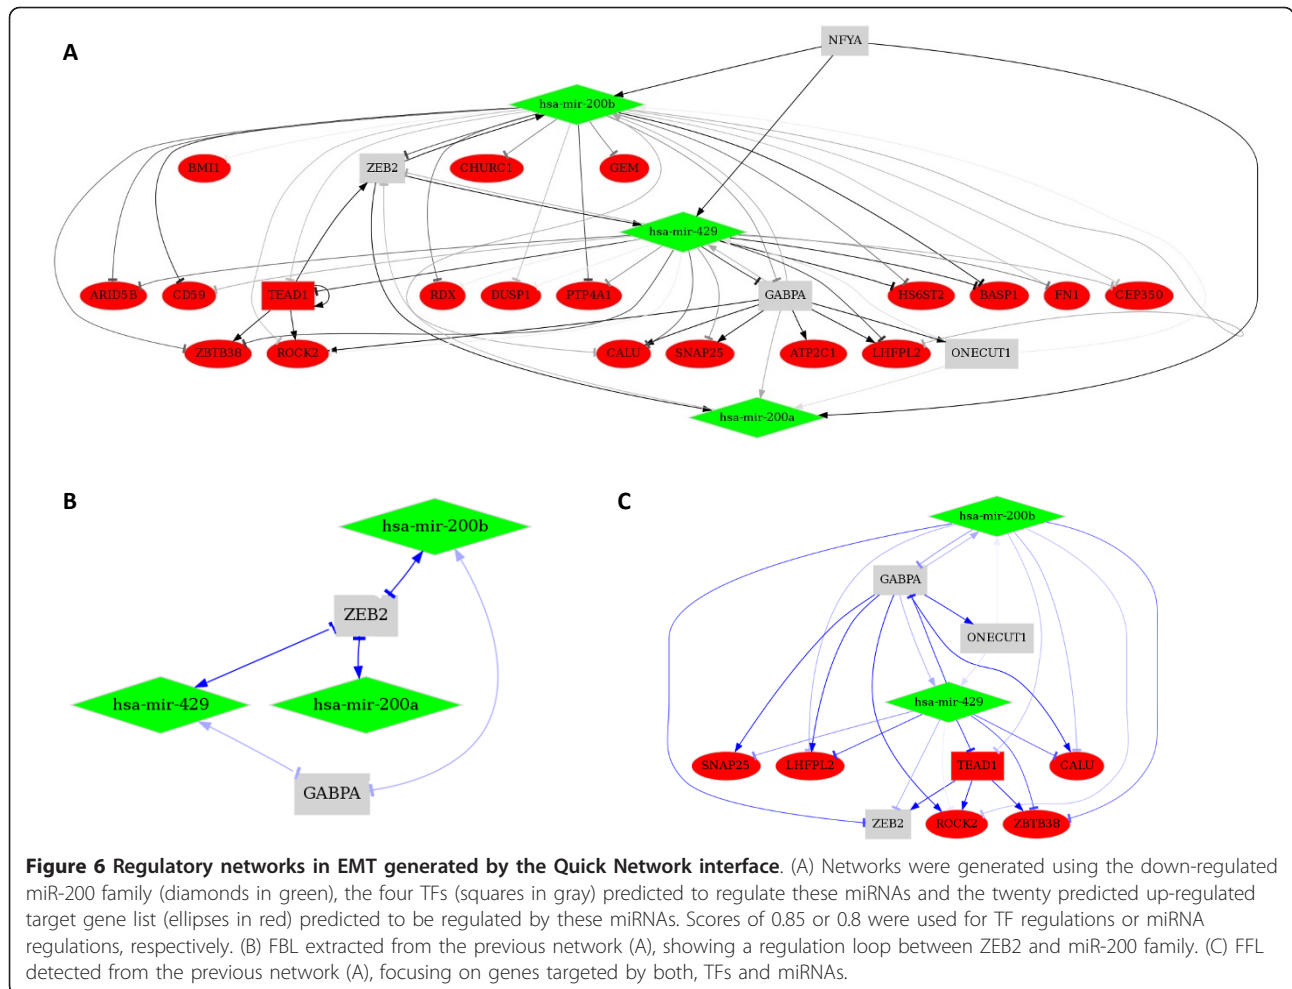 A
NFYA
hsa-mir-200b
BMI1
ZEB2
CHURC1
GEM
hsa-mir-429
ARID5B
CD59
TEAD1
RDX
DUSP1
PTP4A1
GABPA
HS6ST2
BASP1
FN1
CEP350
ZBTB38
ROCK2
CALU
SNAP25
ATP2C1
LHFPL2
ONECUT1
hsa-mir-200a
B
hsa-mir-200b
ZEB2
hsa-mir-429
hsa-mir-200a
GABPA
C
hsa-mir-200b
GABPA
ONECUT1
hsa-mir-429
SNAP25
LHFPL2
TEAD1
CALU
ZEB2
ROCK2
ZBTB38
Figure 6 Regulatory networks in EMT generated by the Quick Network interface. (A) Networks were generated using the down-regulated
miR-200 family (diamonds in green), the four TFs (squares in gray) predicted to regulate these miRNAs and the twenty predicted up-regulated
target gene list (ellipses in red) predicted to be regulated by these miRNAs. Scores of 0.85 or 0.8 were used for TF regulations or miRNA
regulations, respectively. (B) FBL extracted from the previous network (A), showing a regulation loop between ZEB2 and miR-200 family. (C) FFL
detected from the previous network (A), focusing on genes targeted by both, TFs and miRNAs.